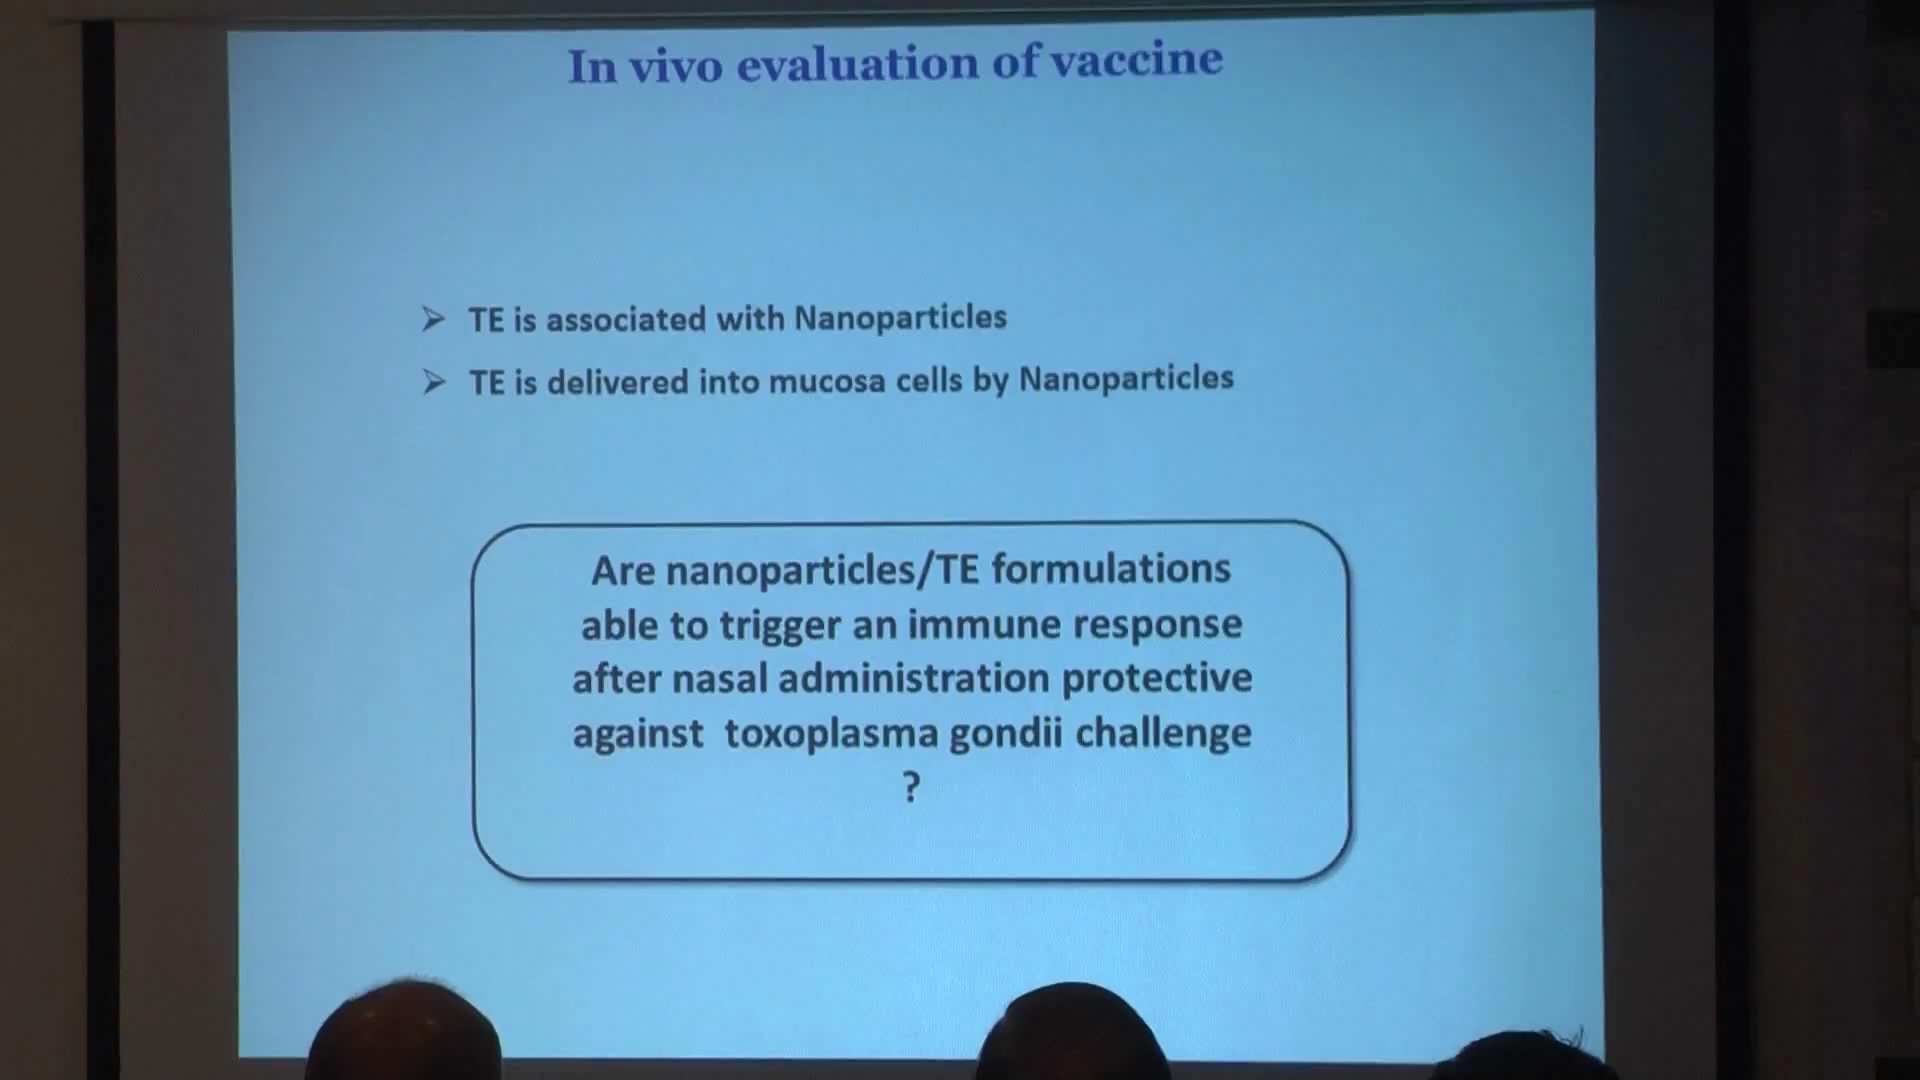 In vivo evaluation of vaccine
➢ TE is associated with Nanoparticles
➢ TE is delivered into mucosa cells by Nanoparticles
Are nanoparticles/TE formulations
able to trigger an immune response
after nasal administration protective
against toxoplasma gondii challenge
?